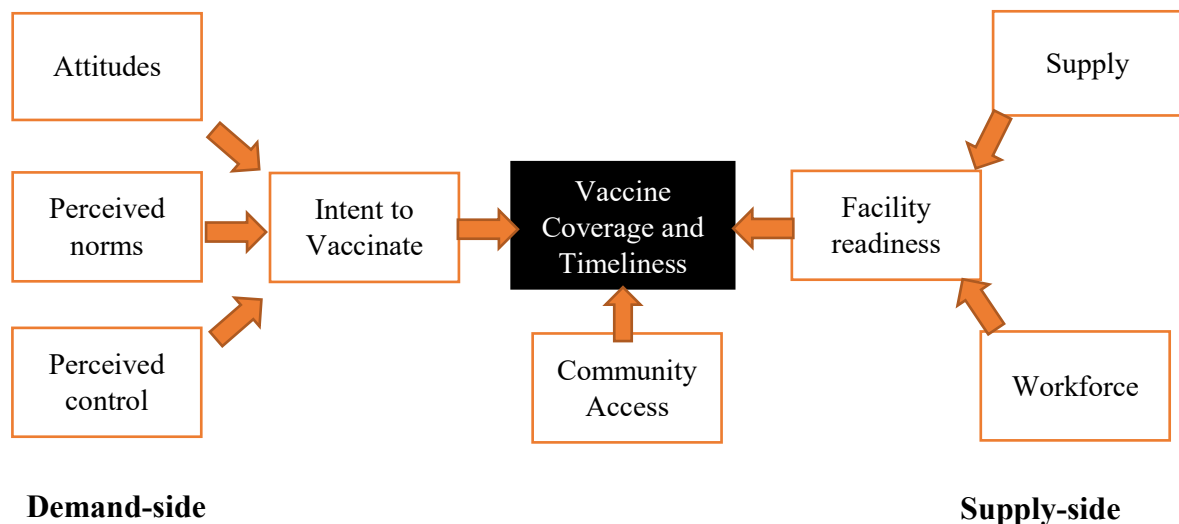 Attitudes
Supply
Perceived
norms
Intent to
Vaccinate
Vaccine
Coverage and
Timeliness
Facility
readiness
Perceived
control
Community
Access
Workforce
Demand-side
Supply-side